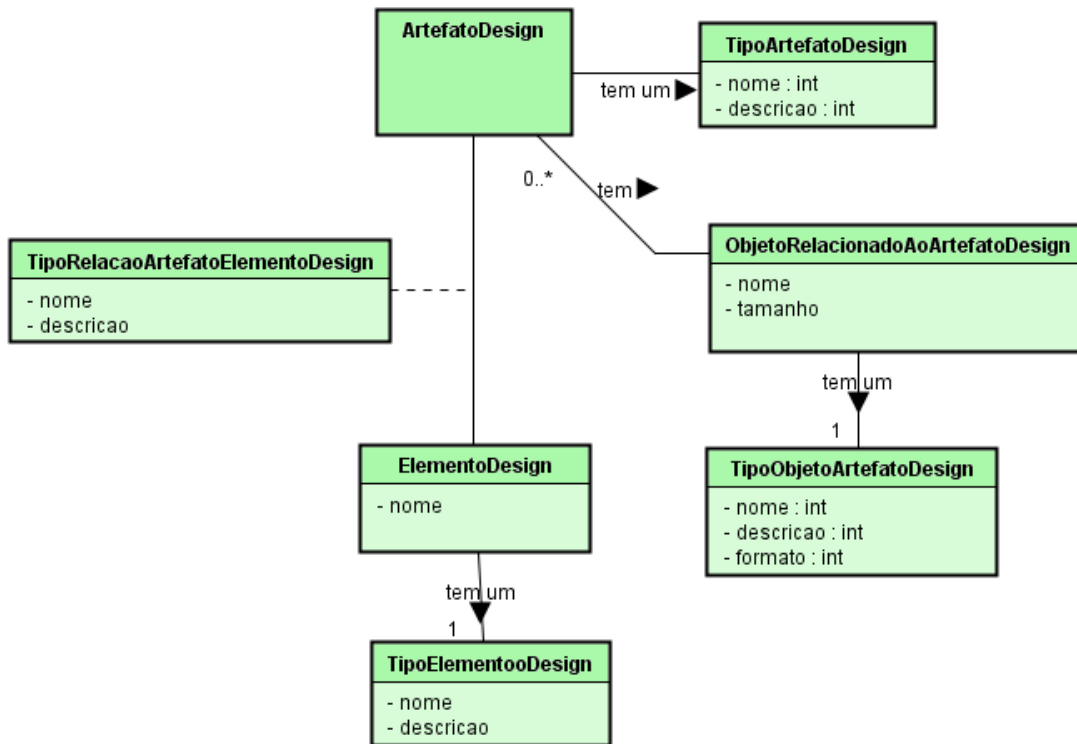 ArtefatoDesign
TipoArtefatoDesign
- nome : int
- descricao : int
tem um
0..*
tem
TipoRelacaoArtefatoElementoDesign
- nome
- descricao
ObjetoRelacionadoAoArtefatoDesign
- nome
- tamanho
tem um
1
ElementoDesign
- nome
TipoObjetoArtefatoDesign
- nome : int
- descricao : int
- formato : int
tem um
1
TipoElementooDesign
- nome
- descricao